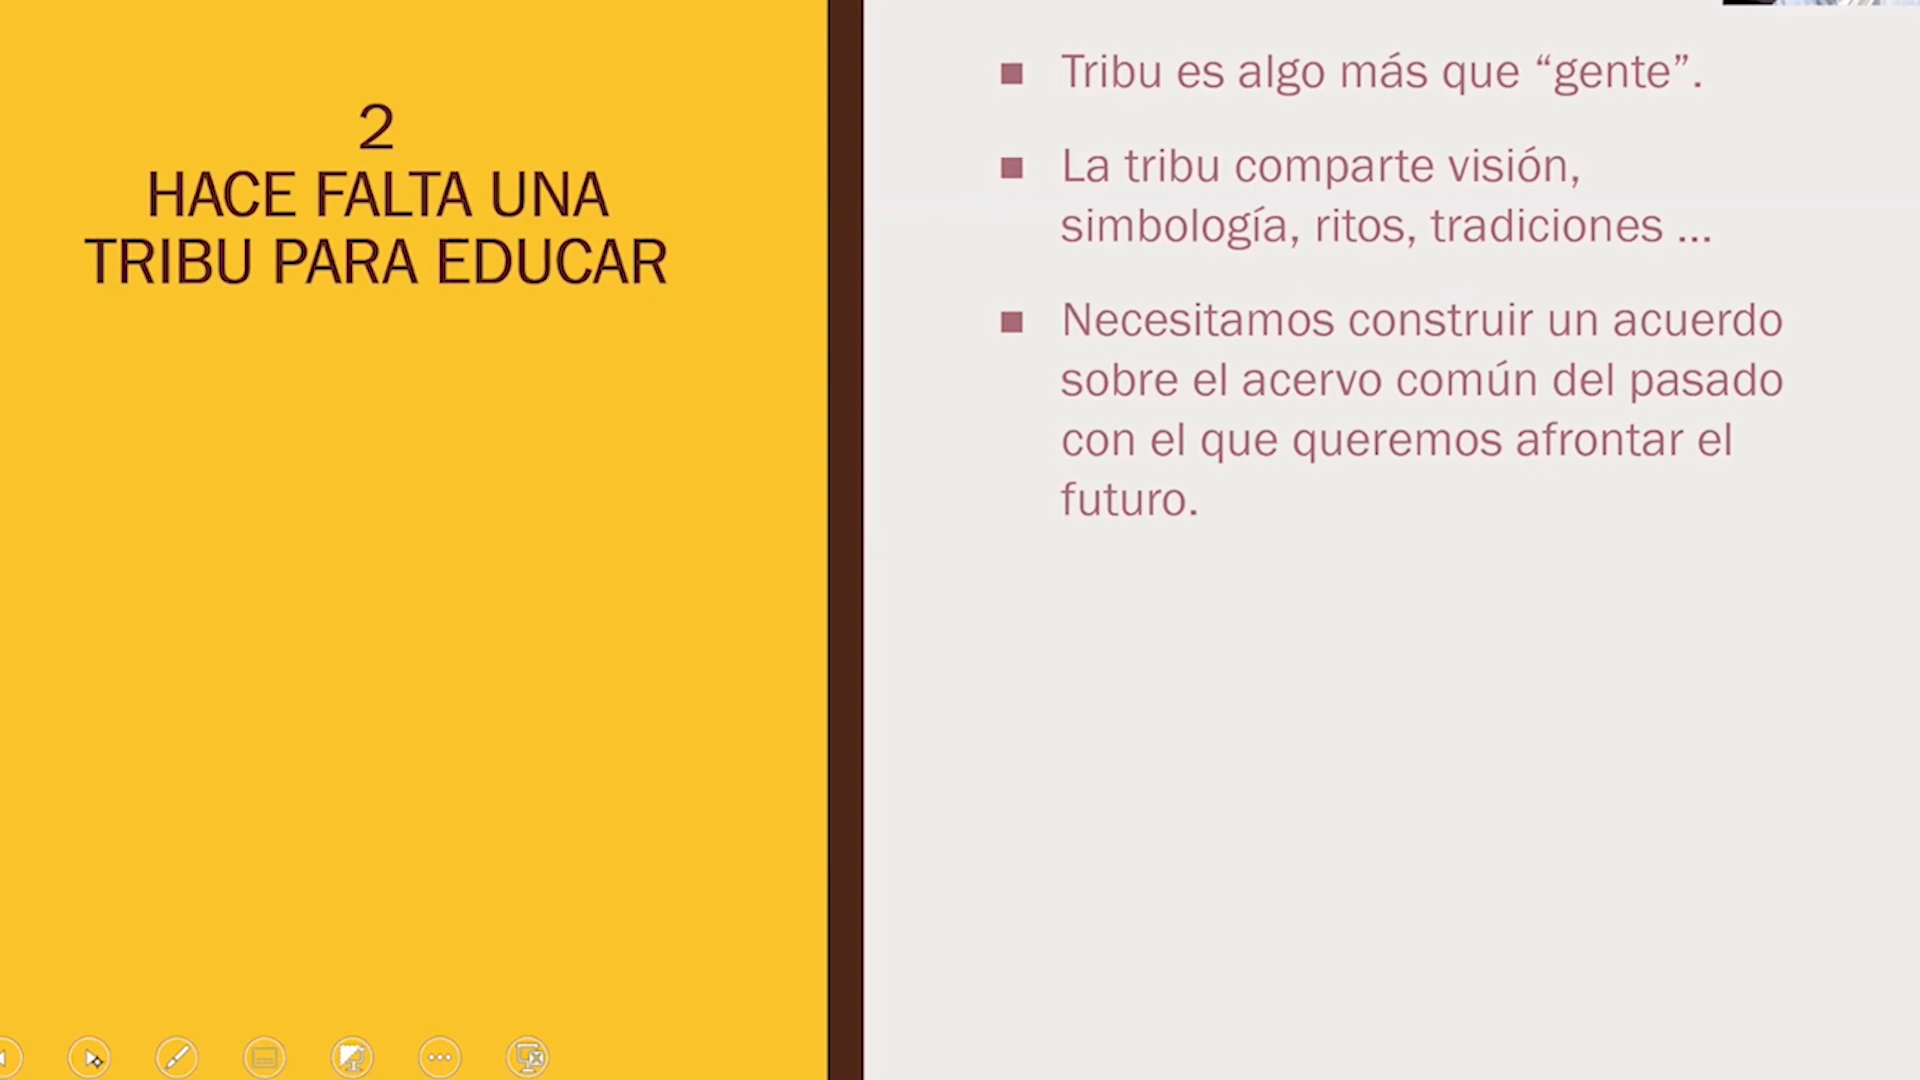 2
HACE FALTA UNA
TRIBU PARA EDUCAR
■ Tribu es algo más que “gente”.
■ La tribu comparte visión,
simbología, ritos, tradiciones ...
■ Necesitamos construir un acuerdo
sobre el acervo común del pasado
con el que queremos afrontar el
futuro.